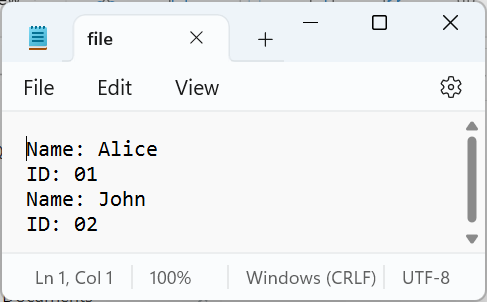 file
File Edit View
Name: Alice
ID: 01
Name: John
ID: 02
Ln 1, Col 1 100% Windows (CRLF) UTF-8